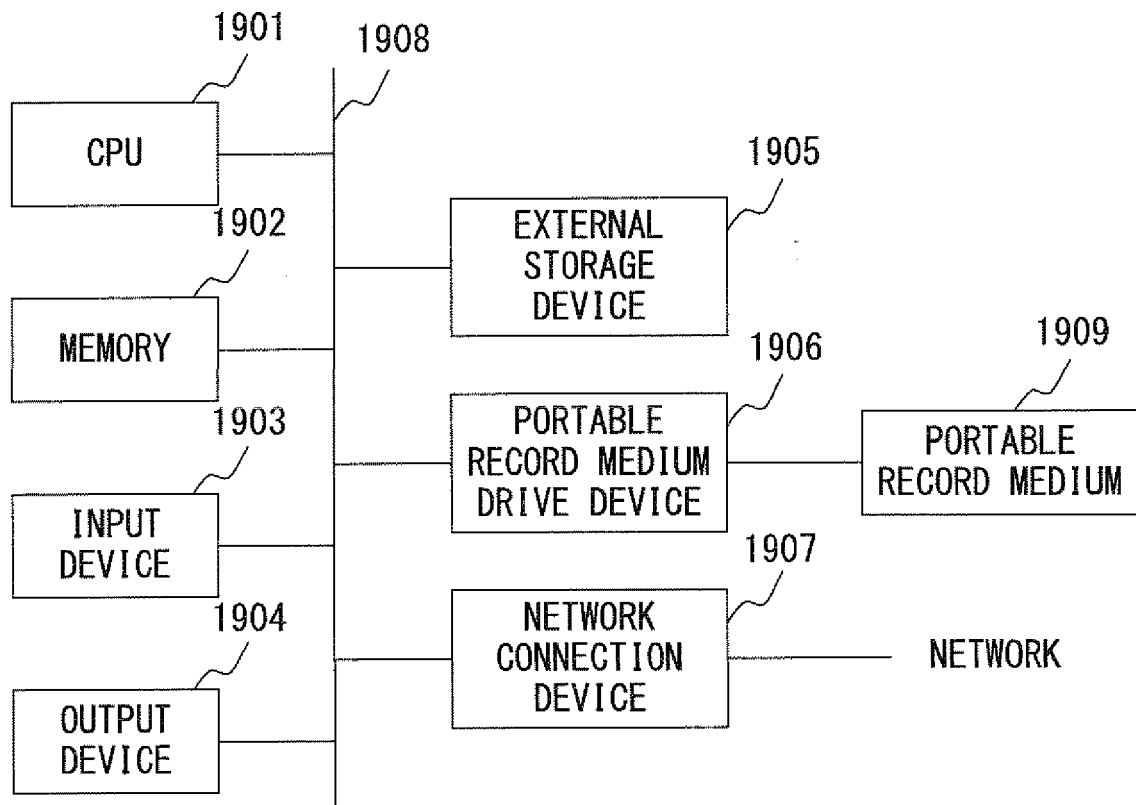 1901
CPU
1902
MEMORY
1903
INPUT
DEVICE
1904
OUTPUT
DEVICE
1908
1905
EXTERNAL
STORAGE
DEVICE
1906
PORTABLE
RECORD MEDIUM
DRIVE DEVICE
1909
PORTABLE
RECORD MEDIUM
1907
NETWORK
CONNECTION
DEVICE
NETWORK